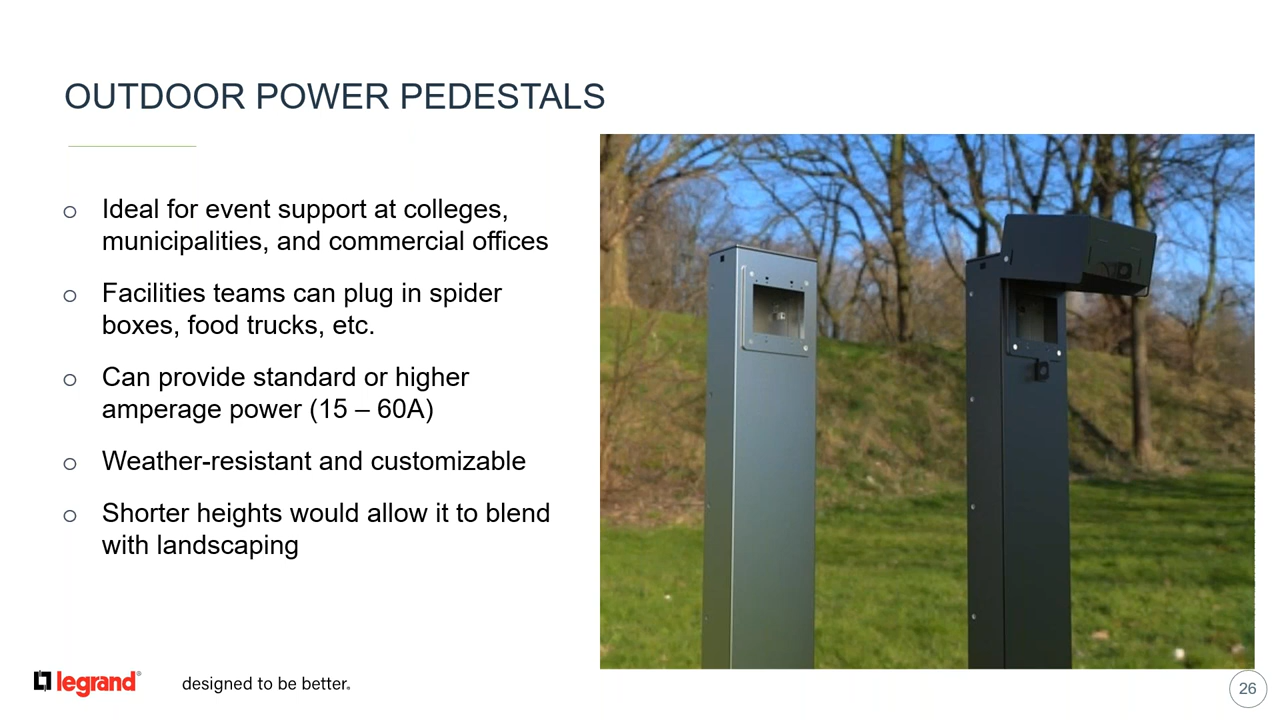 OUTDOOR POWER PEDESTALS
o Ideal for event support at colleges,
municipalities, and commercial offices
o Facilities teams can plug in spider
boxes, food trucks, etc.
o Can provide standard or higher
amperage power (15 – 60A)
o Weather-resistant and customizable
o Shorter heights would allow it to blend
with landscaping
legrand®
designed to be better.
26